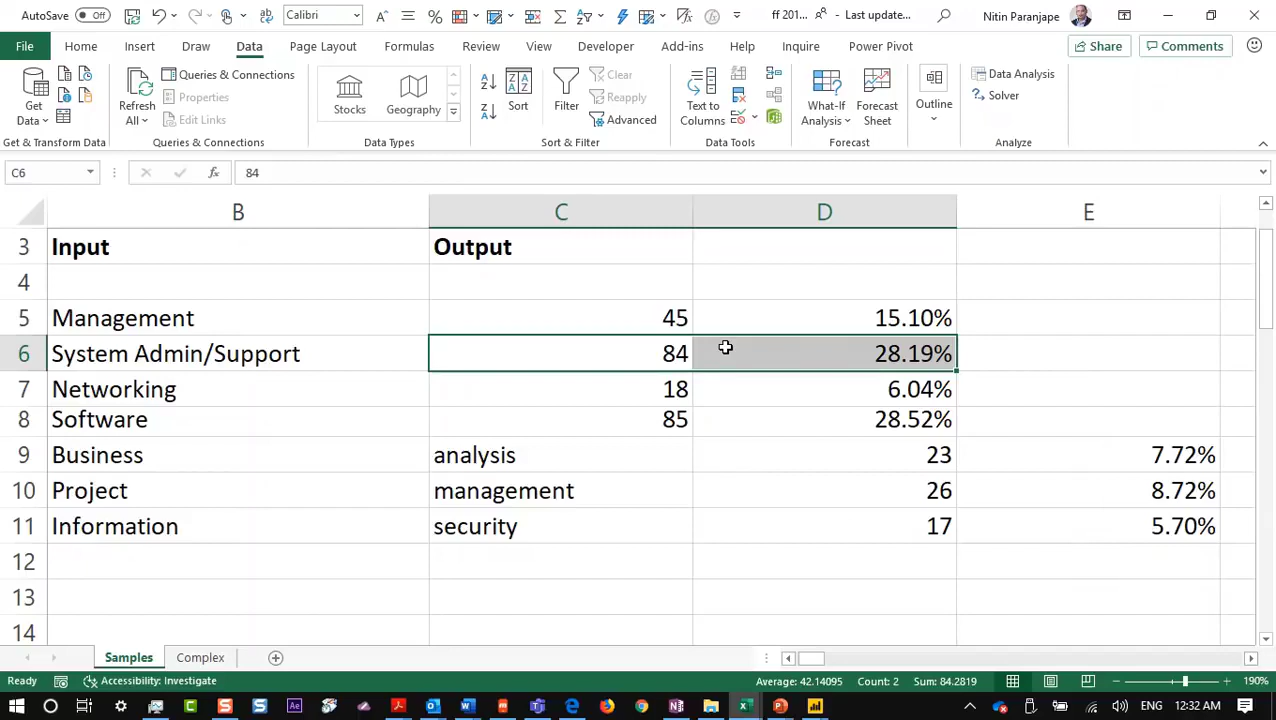 AutoSave Off Calibri ff 201... - Last update... Nitin Paranjape
File Home Insert Draw Data Page Layout Formulas Review View Developer Add-ins Help Inquire Power Pivot Share Comments
Get Data Refresh All Queries & Connections Properties Edit Links Stocks Geography Sort Filter Clear Reapply Advanced Text to Columns What-If Analysis Forecast Sheet Outline Data Analysis Solver
Get & Transform Data Queries & Connections Data Types Sort & Filter Data Tools Forecast Analyze
C6 fx 84
B C D E
3 Input Output
4
5 Management 45 15.10%
6 System Admin/Support 84 28.19%
7 Networking 18 6.04%
8 Software 85 28.52%
9 Business analysis 23 7.72%
10 Project management 26 8.72%
11 Information security 17 5.70%
12
13
14
Samples Complex
Ready Accessibility: Investigate Average: 42.14095 Count: 2 Sum: 84.2819 190%
12:32 AM